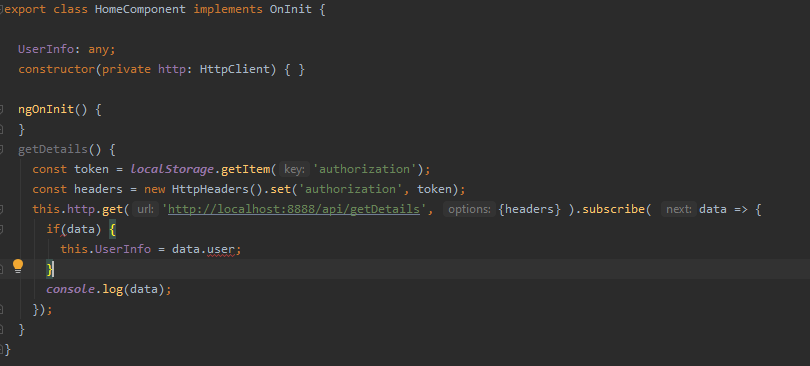 export class HomeComponent implements OnInit {
UserInfo: any;
constructor(private http: HttpClient) { }
ngOnInit() {
}
getDetails() {
const token = localStorage.getItem( key: 'authorization');
const headers = new HttpHeaders().set('authorization', token);
this.http.get( url: 'http://localhost:8888/api/getDetails', options: {headers} ).subscribe( next: data => {
if(data) {
this.UserInfo = data.user;
}
console.log(data);
});
}
}